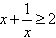 x + 1/x ≥ 2